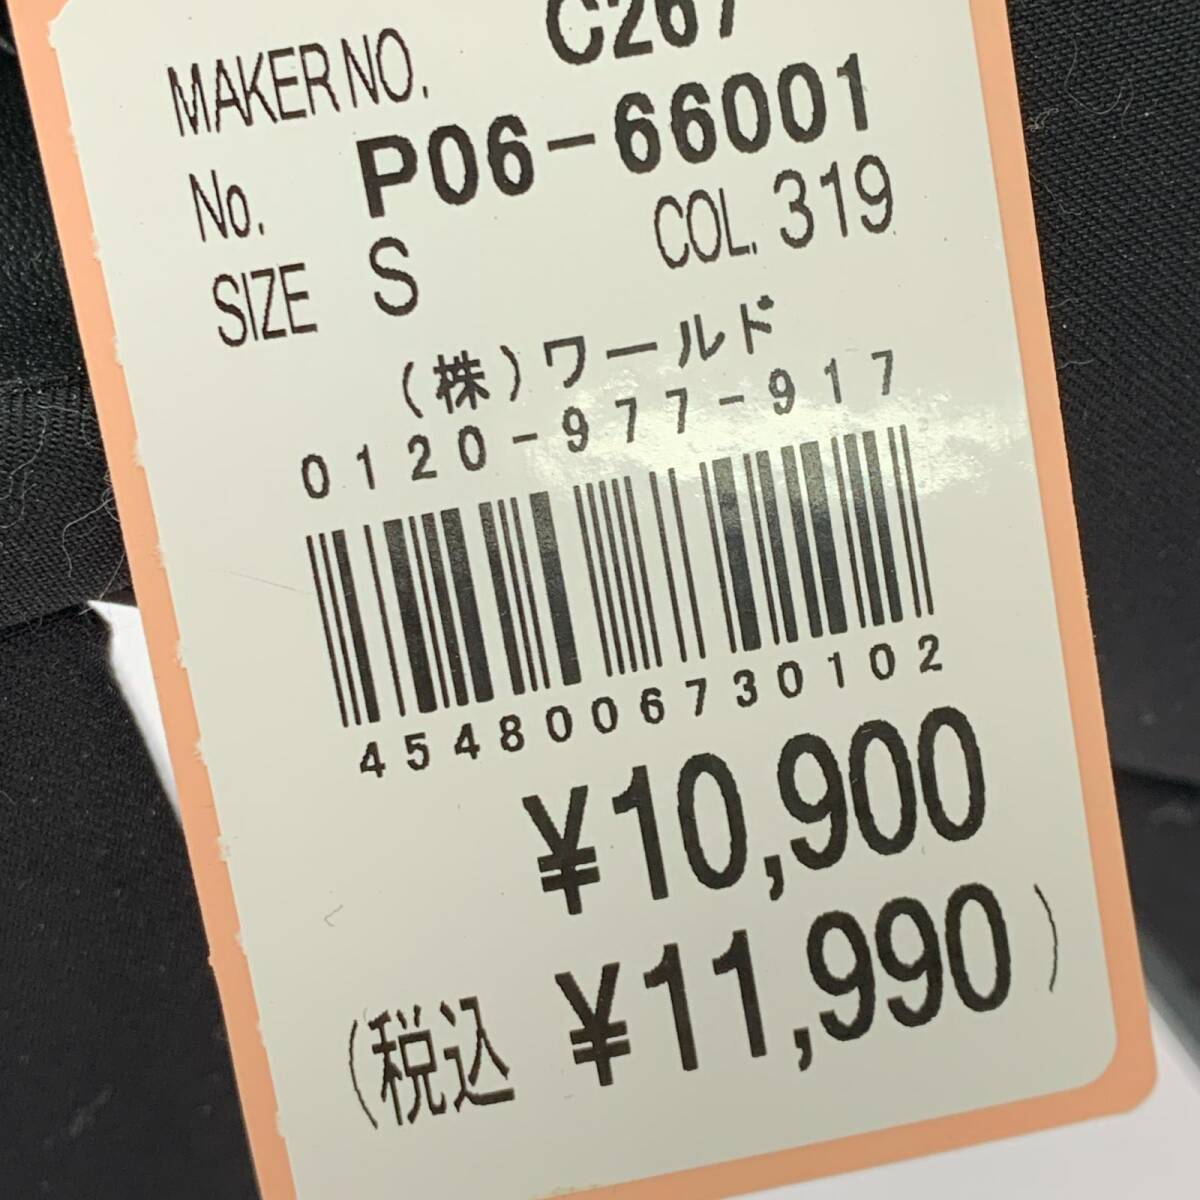 MAKER NO. C267
No. P06-66001
SIZE S COL. 319
(株)ワールド
0120-977-917
4548006730102
¥10,900
(税込 ¥11,990)